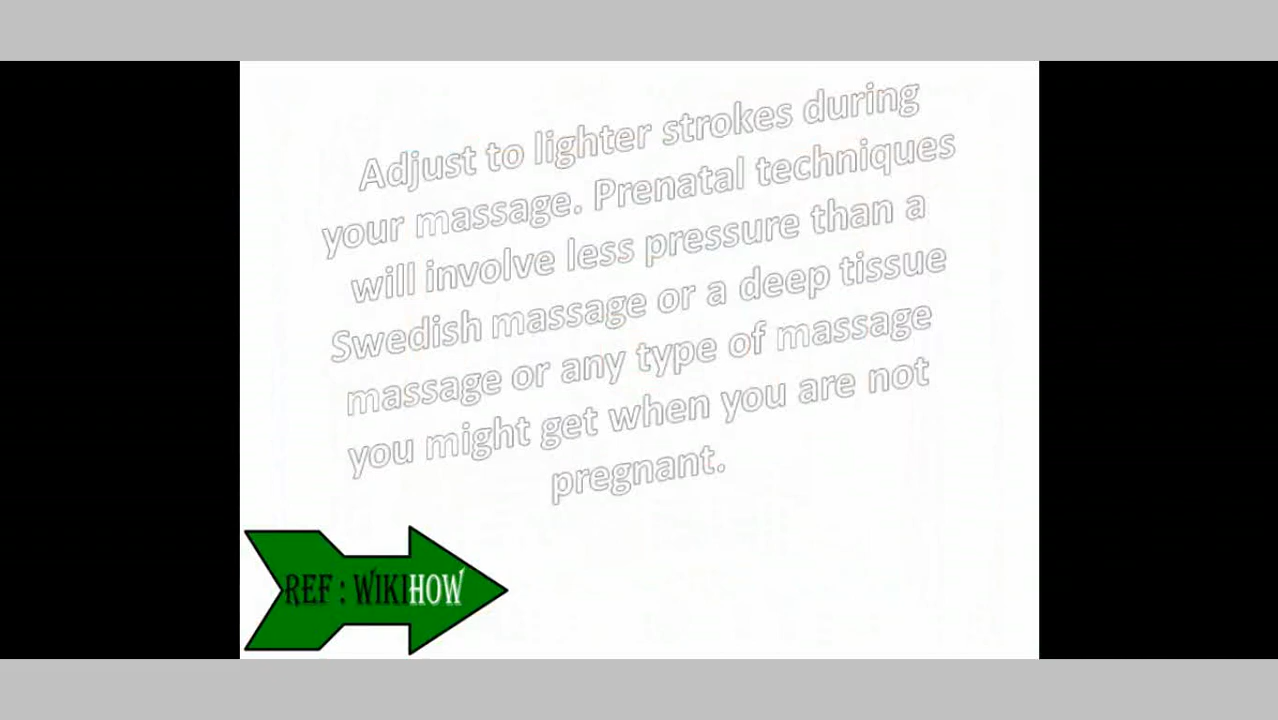 Adjust to lighter strokes during
your massage. Prenatal techniques
will involve less pressure than a
Swedish massage or a deep tissue
massage or any type of massage
you might get when you are not
pregnant.
REF : WIKIHOW